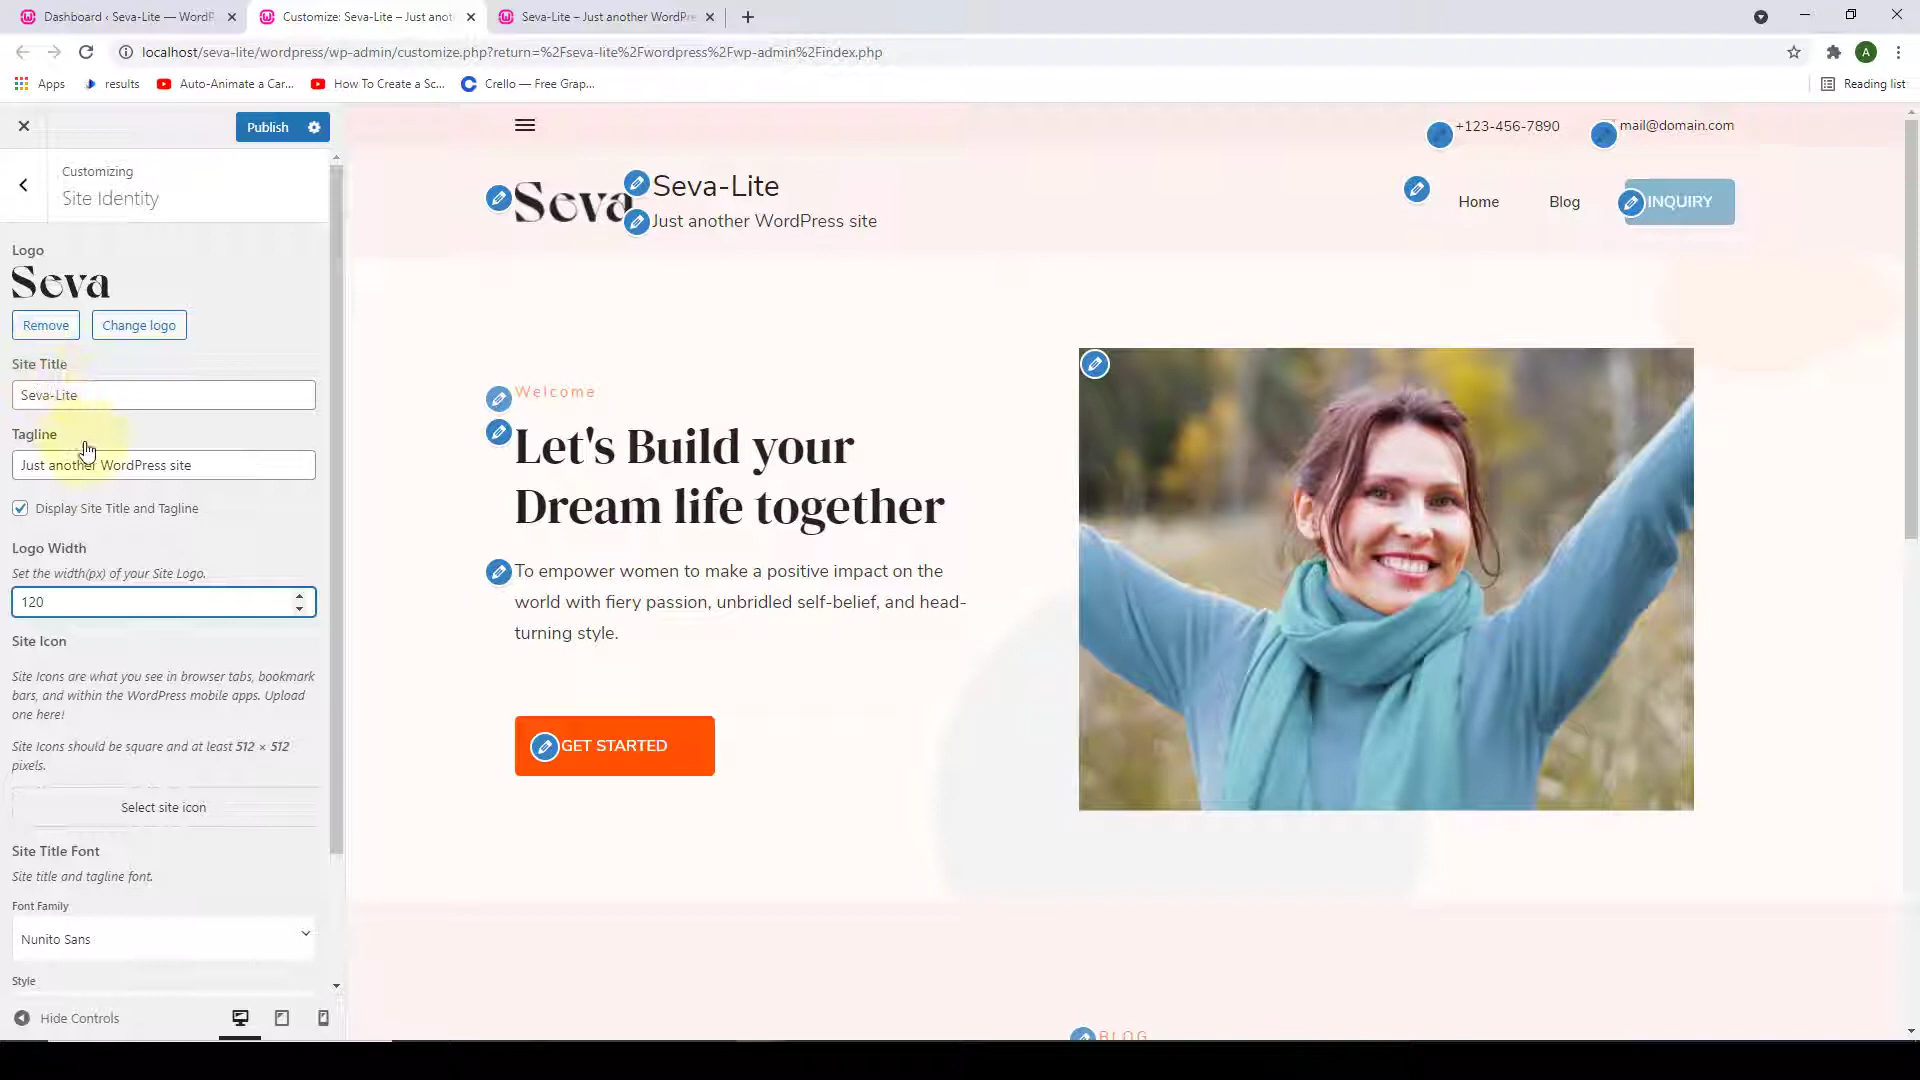 Dashboard ‹ Seva-Lite — WordP
Customize: Seva-Lite – Just anot
Seva-Lite – Just another WordPre
localhost/seva-lite/wordpress/wp-admin/customize.php?return=%2Fseva-lite%2Fwordpress%2Fwp-admin%2Findex.php
A
Apps
results
Auto-Animate a Car...
How To Create a Sc...
Crello — Free Grap...
Reading list
Publish
Customizing
Site Identity
Logo
Seva
Remove
Change logo
Site Title
Seva-Lite
Tagline
Just another WordPress site
Display Site Title and Tagline
Logo Width
Set the width(px) of your Site Logo.
120
Site Icon
Site Icons are what you see in browser tabs, bookmark
bars, and within the WordPress mobile apps. Upload
one here!
Site Icons should be square and at least 512 × 512
pixels.
Select site icon
Site Title Font
Site title and tagline font.
Font Family
Nunito Sans
Style
Hide Controls
+123-456-7890
mail@domain.com
Seva
Seva-Lite
Just another WordPress site
Home
Blog
INQUIRY
Welcome
Let's Build your
Dream life together
To empower women to make a positive impact on the
world with fiery passion, unbridled self-belief, and head-
turning style.
GET STARTED
BLOG